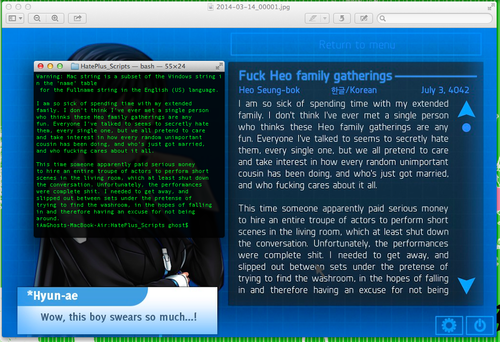 2014-03-14_00001.jpg
Return to menu
HatePlus_Scripts — bash — 55×24
Warning: Mac string is a subset of the Windows string i
n the 'name' table
for the Fullname string in the English (US) language.
I am so sick of spending time with my extended
family. I don't think I've ever met a single person
who thinks these Heo family gatherings are any
fun. Everyone I've talked to seems to secretly hate
them, every single one, but we all pretend to care
and take interest in how every random unimportant
cousin has been doing, and who's just got married,
and who fucking cares about it all.
This time someone apparently paid serious money
to hire an entire troupe of actors to perform short
scenes in the living room, which at least shut down
the conversation. Unfortunately, the performances
were complete shit. I needed to get away, and
slipped out between sets under the pretense of
trying to find the washroom, in the hopes of falling
in and therefore having an excuse for not being
around.
iAmGhosts-MacBook-Air:HatePlus_Scripts ghost$
Fuck Heo family gatherings
Heo Seung-bok 한글/Korean July 3, 4042
I am so sick of spending time with my extended
family. I don't think I've ever met a single person
who thinks these Heo family gatherings are any
fun. Everyone I've talked to seems to secretly hate
them, every single one, but we all pretend to care
and take interest in how every random unimportant
cousin has been doing, and who's just got married,
and who fucking cares about it all.
This time someone apparently paid serious money
to hire an entire troupe of actors to perform short
scenes in the living room, which at least shut down
the conversation. Unfortunately, the performances
were complete shit. I needed to get away, and
slipped out between sets under the pretense of
trying to find the washroom, in the hopes of falling
in and therefore having an excuse for not being
*Hyun-ae
Wow, this boy swears so much...!